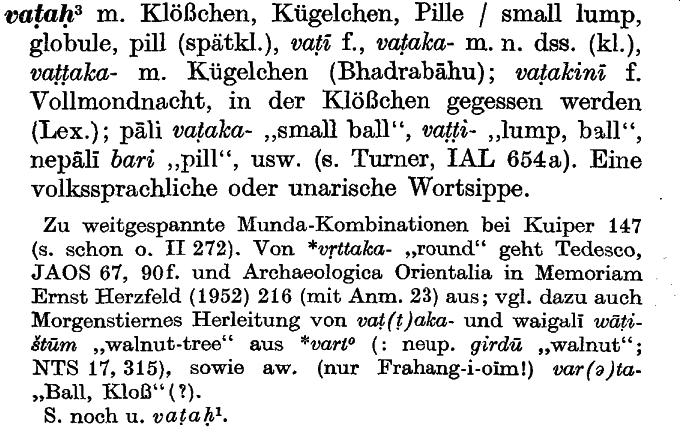 vaṭaḥ³ m. Klößchen, Kügelchen, Pille / small lump,
globule, pill (spätkl.), vaṭī f., vaṭaka- m. n. dss. (kl.),
vaṭṭaka- m. Kügelchen (Bhadrabāhu); vaṭakinī f.
Vollmondnacht, in der Klößchen gegessen werden
(Lex.); pāli vaṭaka- „small ball“, vaṭṭi- „lump, ball“,
nepālī bari „pill“, usw. (s. Turner, IAL 654a). Eine
volkssprachliche oder unarische Wortsippe.
Zu weitgespannte Munda-Kombinationen bei Kuiper 147
(s. schon o. II 272). Von *vṛttaka- „round“ geht Tedesco,
JAOS 67, 90f. und Archaeologica Orientalia in Memoriam
Ernst Herzfeld (1952) 216 (mit Anm. 23) aus; vgl. dazu auch
Morgenstiernes Herleitung von vaṭ(ṭ)aka- und waigalī wāṭi-
štūm „walnut-tree“ aus *vart° (: neup. girdū „walnut“;
NTS 17, 315), sowie aw. (nur Frahang-i-oīm!) var(ə)ta-
„Ball, Kloß“ (?).
S. noch u. vaṭaḥ¹.